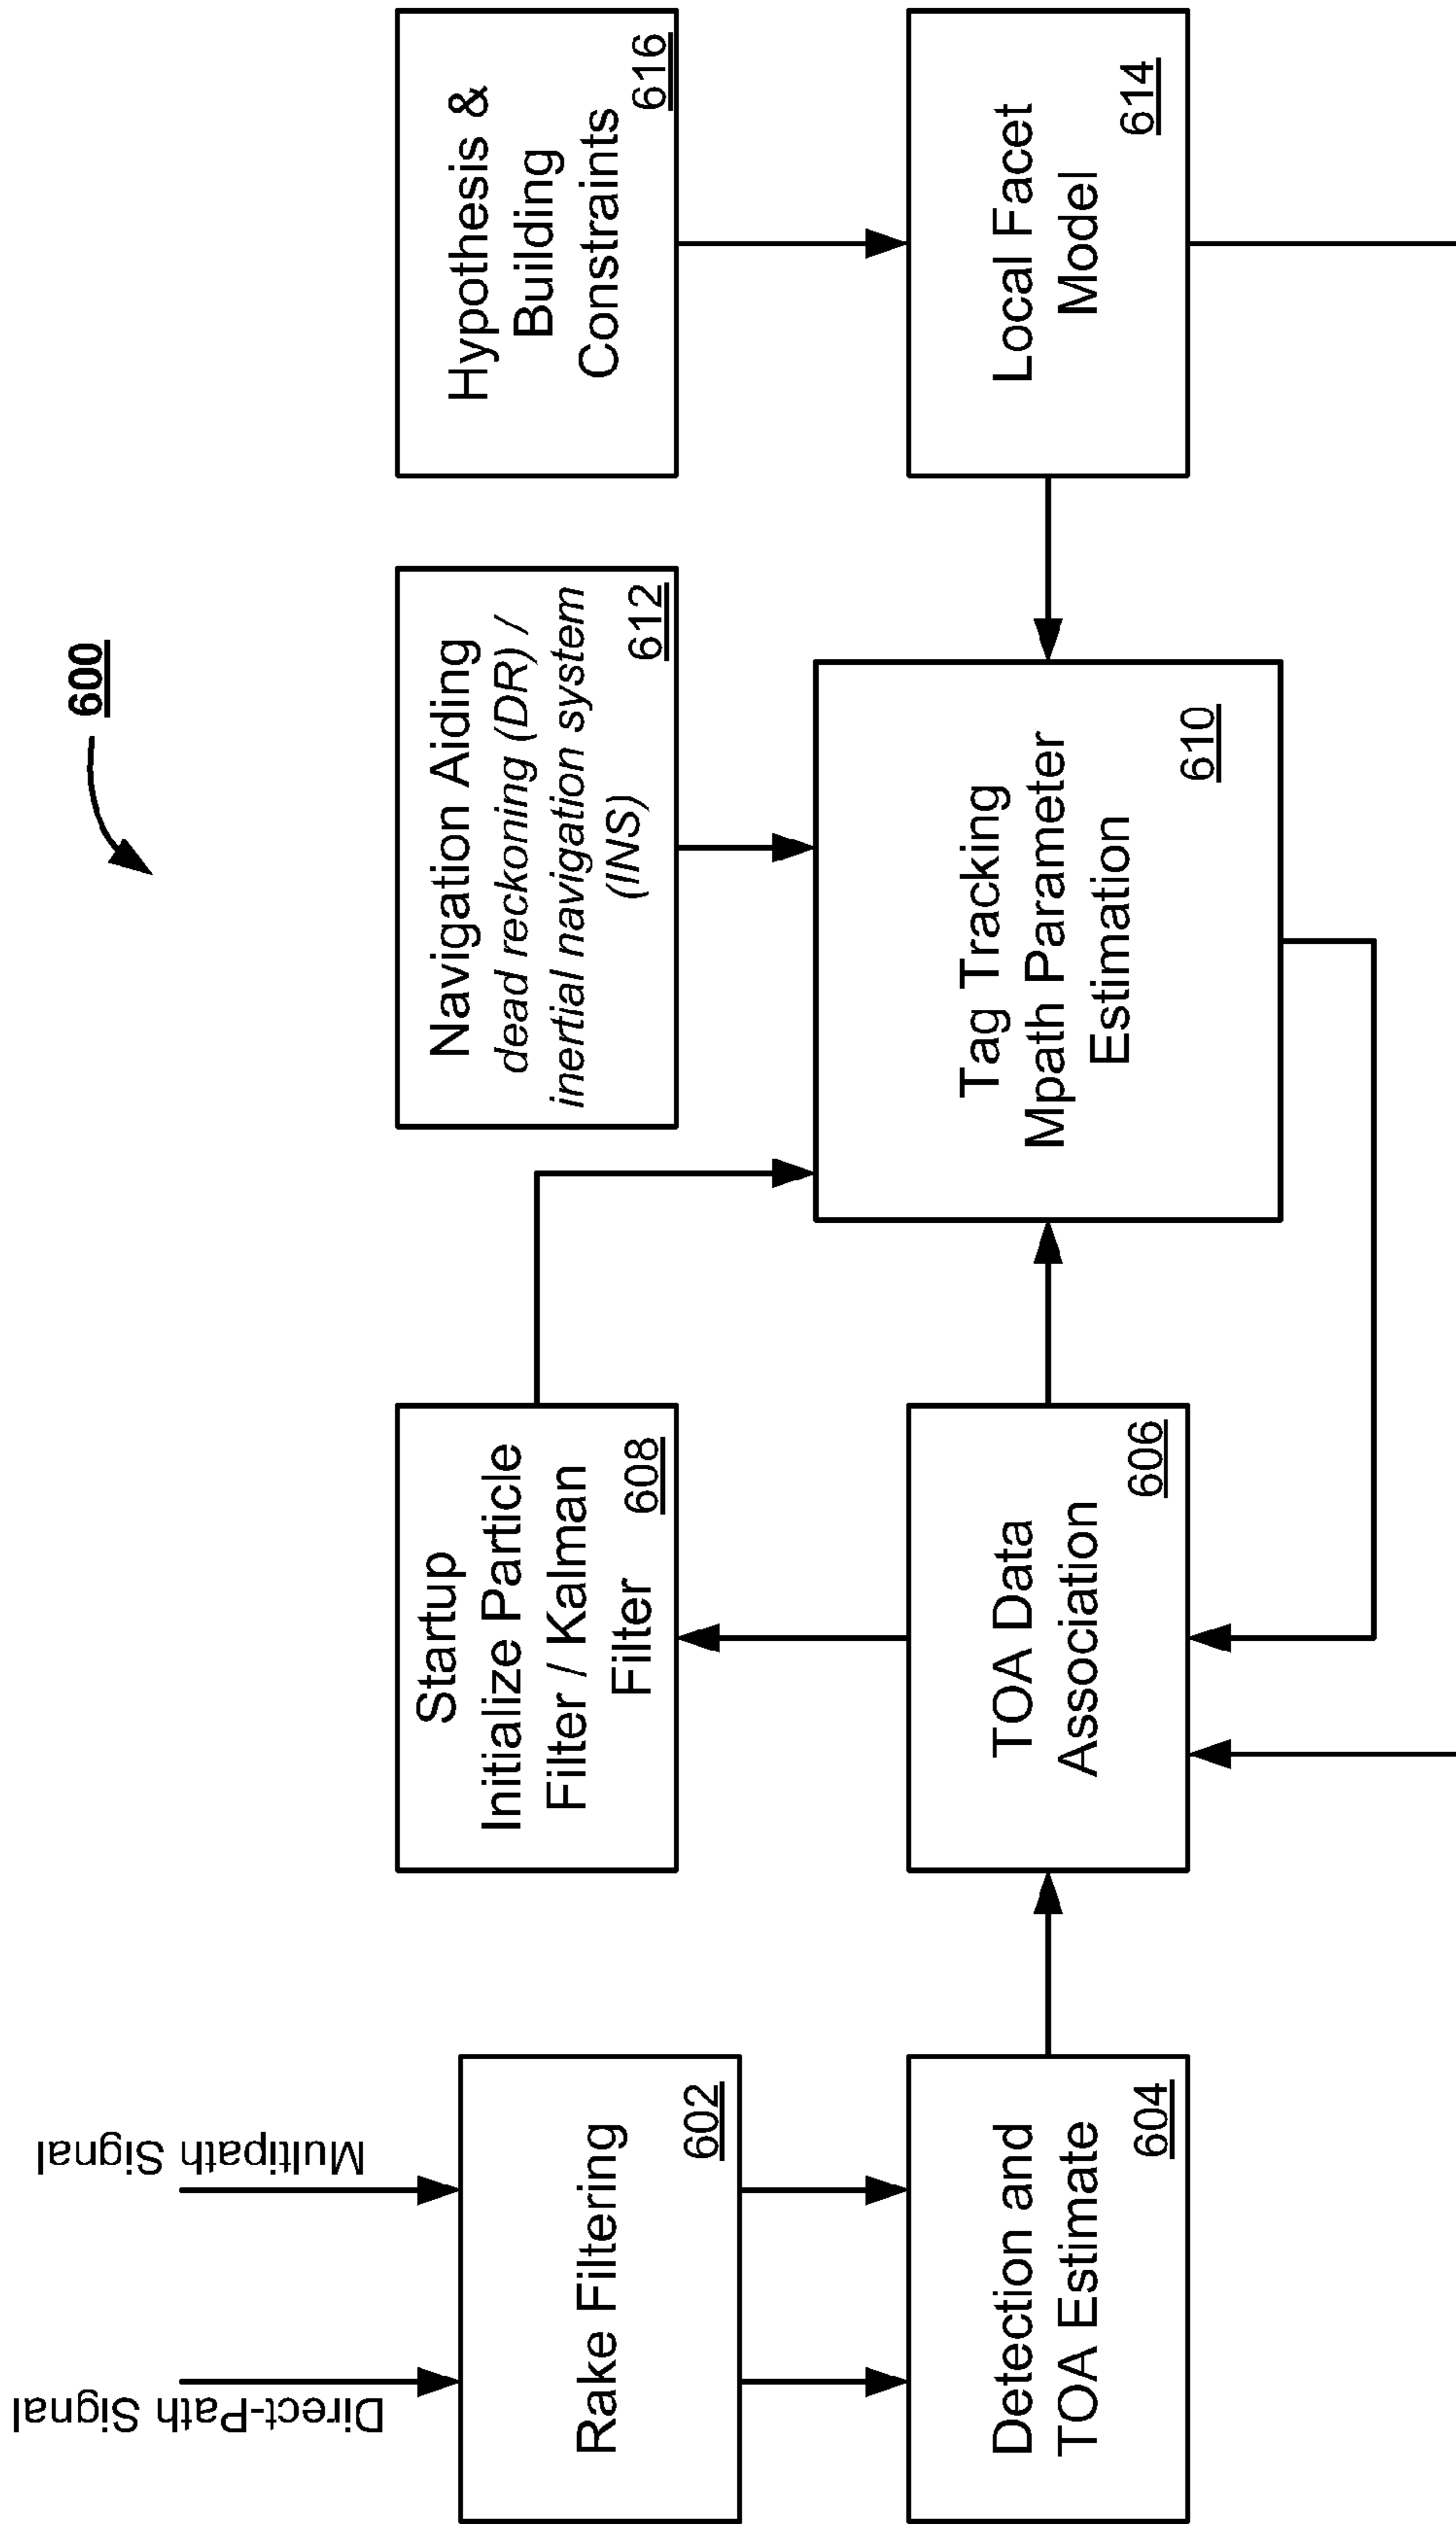 600
Direct-Path Signal
Multipath Signal
Rake Filtering
602
Detection and
TOA Estimate
604
Startup
Initialize Particle
Filter / Kalman
Filter
608
TOA Data
Association
606
Navigation Aiding
dead reckoning (DR) /
inertial navigation system
(INS)
612
Tag Tracking
Mpath Parameter
Estimation
610
Hypothesis &
Building
Constraints
616
Local Facet
Model
614